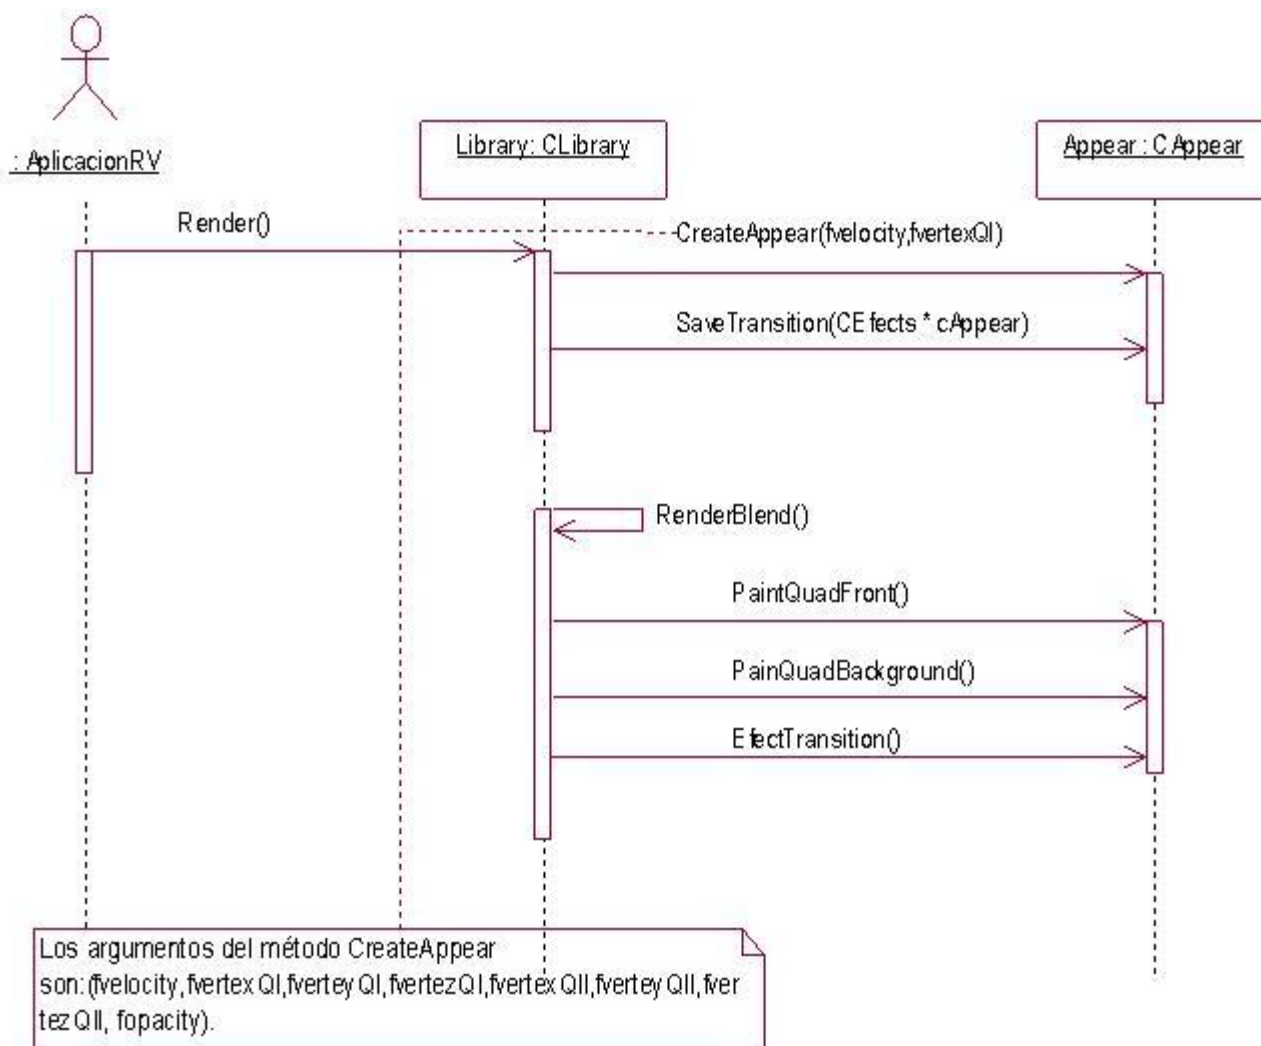 : AplicacionRV
Library: CLibrary
Appear : CAppear
Render()
CreateAppear(fvelocity,fvertexQI)
SaveTransition(CEfects * cAppear)
RenderBlend()
PaintQuadFront()
PainQuadBackground()
EfectTransition()
Los argumentos del método CreateAppear
son:(fvelocity,fvertexQI,fverteyQI,fvertezQI,fvertexQII,fverteyQII,fver
tezQII, fopacity).